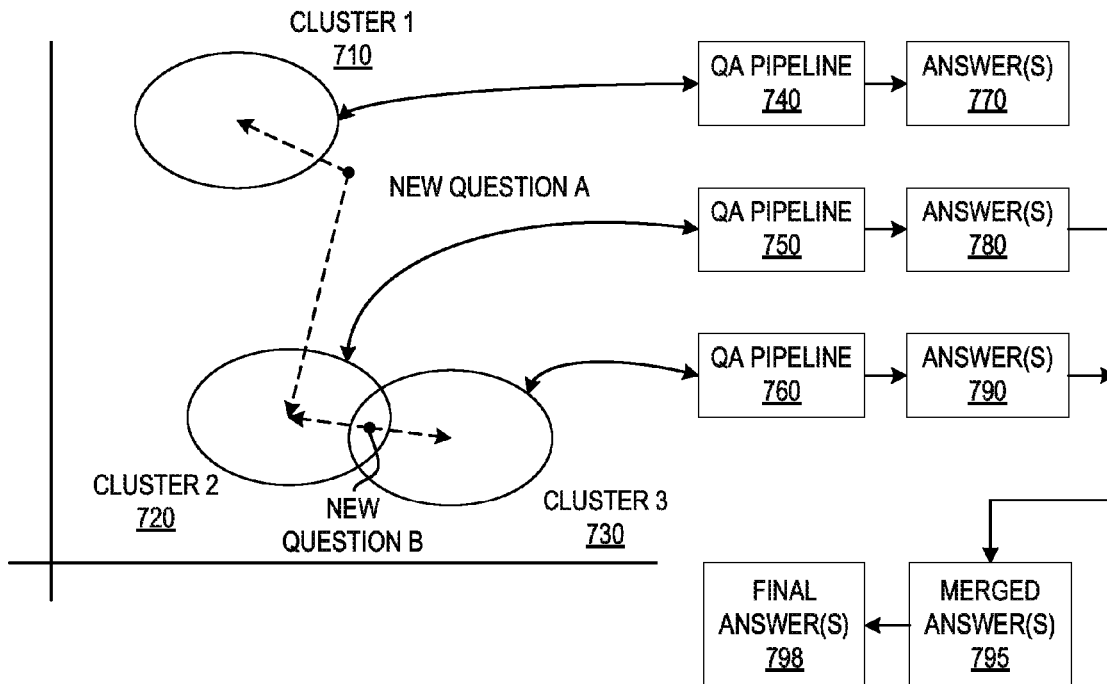 CLUSTER 1
710
QA PIPELINE
740
ANSWER(S)
770
NEW QUESTION A
QA PIPELINE
750
ANSWER(S)
780
QA PIPELINE
760
ANSWER(S)
790
CLUSTER 2
720
NEW
QUESTION B
CLUSTER 3
730
FINAL
ANSWER(S)
798
MERGED
ANSWER(S)
795